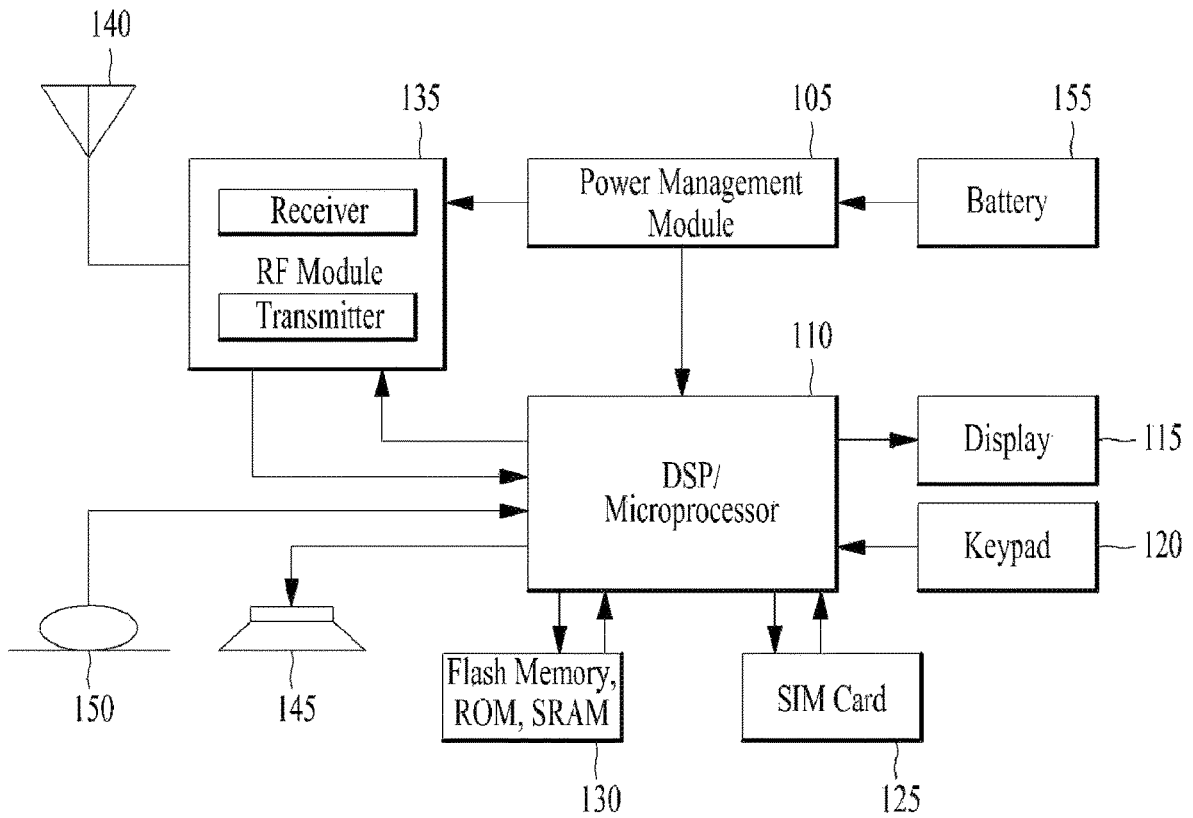 140
135
105
155
Receiver
RF Module
Transmitter
Power Management
Module
Battery
110
DSP/
Microprocessor
Display
115
Keypad
120
150
145
Flash Memory,
ROM, SRAM
SIM Card
130
125